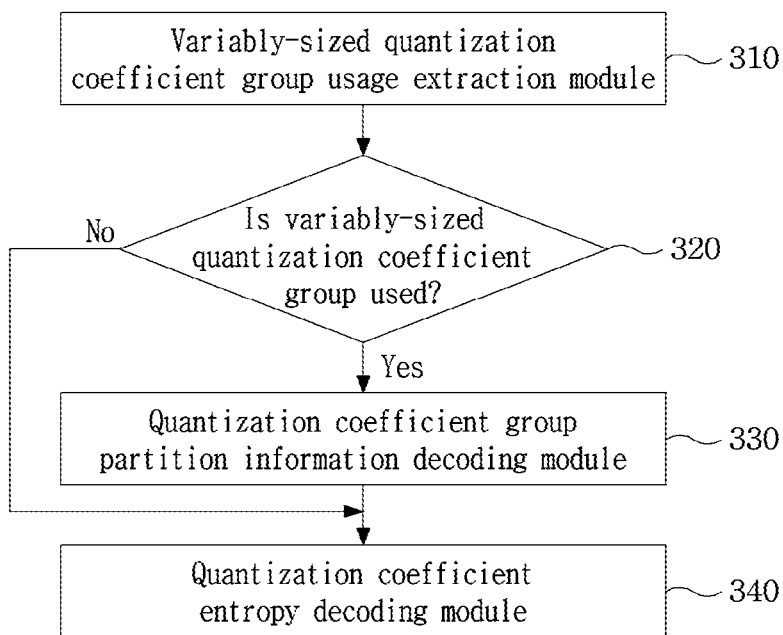 Variably-sized quantization
coefficient group usage extraction module
310
Is variably-sized
quantization coefficient
group used?
No
320
Yes
Quantization coefficient group
partition information decoding module
330
Quantization coefficient
entropy decoding module
340